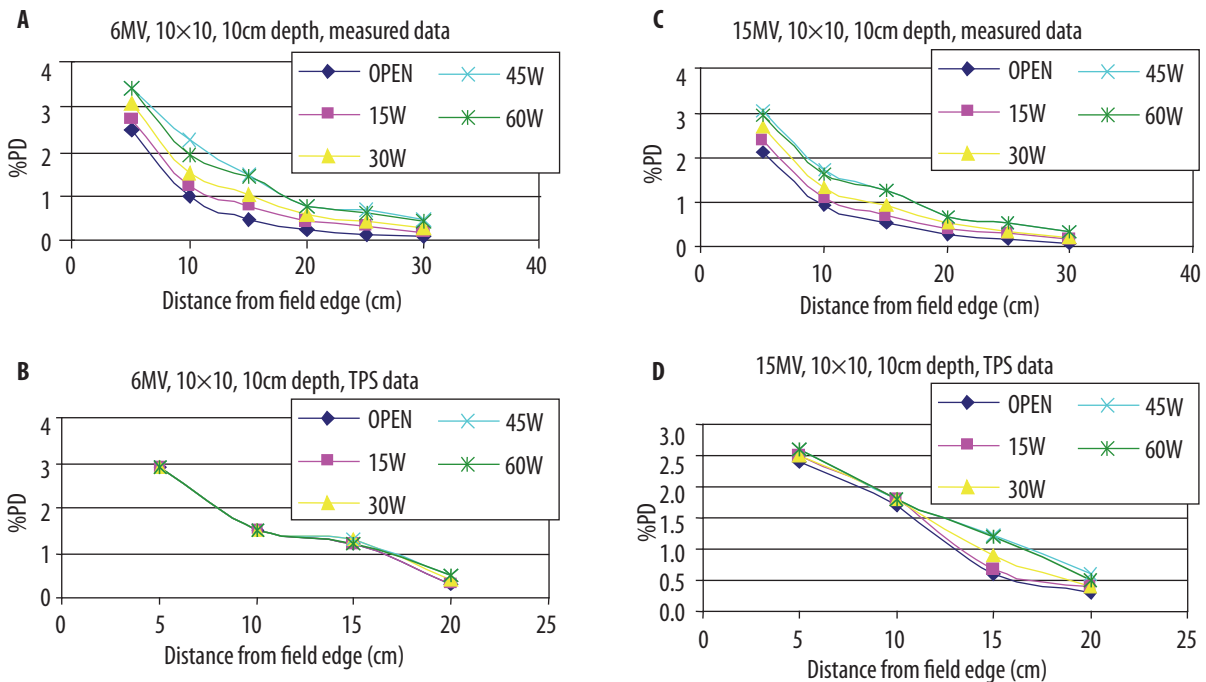 A
6MV, 10×10, 10cm depth, measured data
OPEN
15W
30W
45W
60W
%PD
4
3
2
1
0
0 10 20 30 40
Distance from field edge (cm)
C
15MV, 10×10, 10cm depth, measured data
OPEN
15W
30W
45W
60W
%PD
4
3
2
1
0
0 10 20 30 40
Distance from field edge (cm)
B
6MV, 10×10, 10cm depth, TPS data
OPEN
15W
30W
45W
60W
%PD
4
3
2
1
0
0 5 10 15 20 25
Distance from field edge (cm)
D
15MV, 10×10, 10cm depth, TPS data
OPEN
15W
30W
45W
60W
%PD
3.0
2.5
2.0
1.5
1.0
0.5
0.0
0 5 10 15 20 25
Distance from field edge (cm)